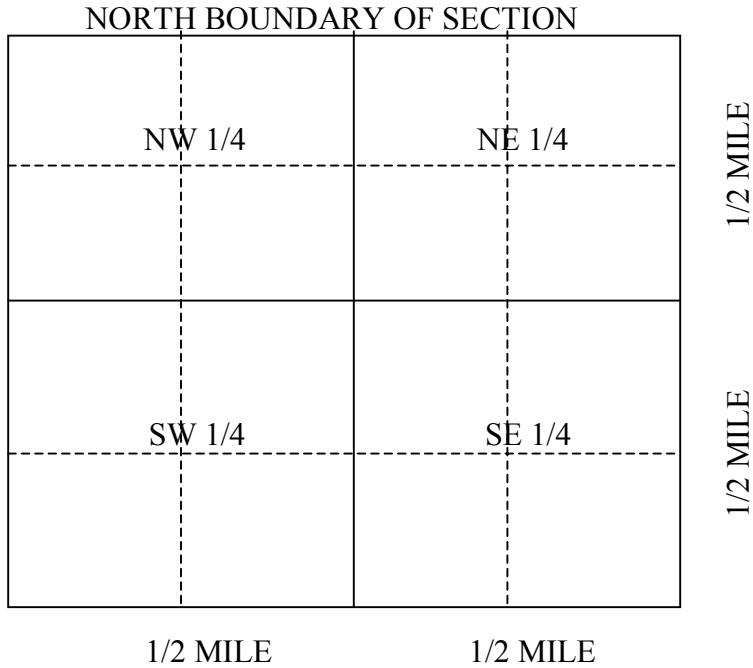 NORTH BOUNDARY OF SECTION
NW 1/4
NE 1/4
1/2 MILE
SW 1/4
SE 1/4
1/2 MILE
1/2 MILE
1/2 MILE